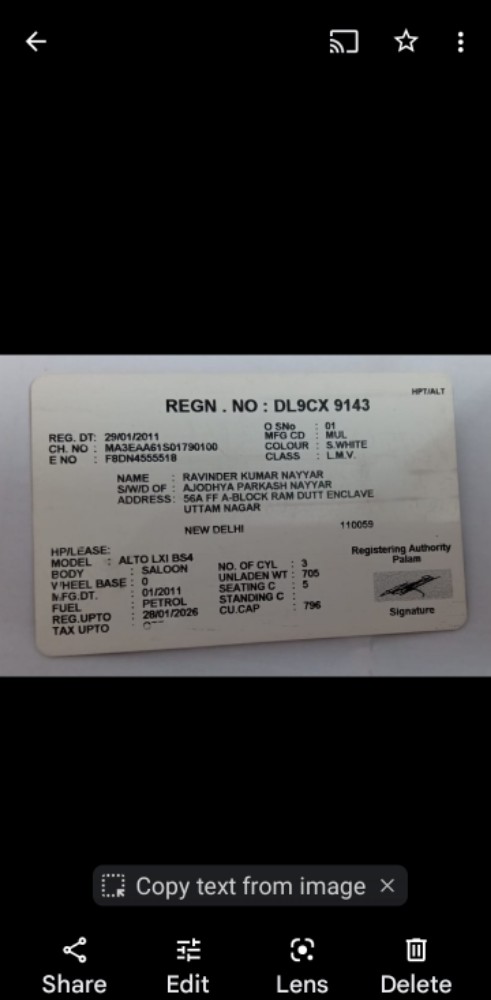 HPT/ALT
REGN . NO : DL9CX 9143
REG. DT: 29/01/2011 O SNo : 01
CH. NO : MA3EAA61S01790100 MFG CD : MUL
E NO : F8DN4555518 COLOUR : S.WHITE
CLASS : L.M.V.
NAME : RAVINDER KUMAR NAYYAR
S/W/D OF : AJODHYA PARKASH NAYYAR
ADDRESS : 56A FF A-BLOCK RAM DUTT ENCLAVE
UTTAM NAGAR
NEW DELHI 110059
HP/LEASE:
MODEL : ALTO LXI BS4 NO. OF CYL : 3
BODY : SALOON UNLADEN WT : 705
WHEEL BASE : 0 SEATING C : 5
MFG.DT. : 01/2011 STANDING C :
FUEL : PETROL CU.CAP : 796
REG.UPTO : 28/01/2026
TAX UPTO :
Registering Authority
Palam
Signature
Copy text from image
Share Edit Lens Delete